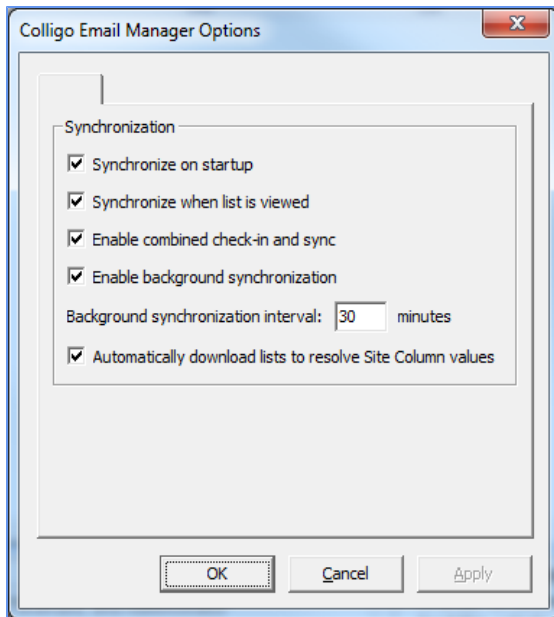 Colligo Email Manager Options
Synchronization
Synchronize on startup
Synchronize when list is viewed
Enable combined check-in and sync
Enable background synchronization
Background synchronization interval: 30 minutes
Automatically download lists to resolve Site Column values
OK Cancel Apply